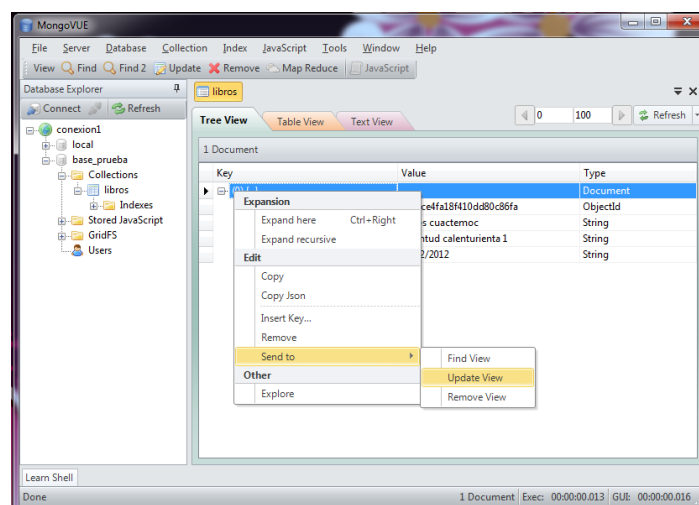 MongoVUE
File Server Database Collection Index JavaScript Tools Window Help
View Find Find 2 Update Remove Map Reduce JavaScript
Database Explorer
Connect Refresh
conexion1
local
base_prueba
Collections
libros
Indexes
Stored JavaScript
GridFS
Users
libros
Tree View Table View Text View
0 100 Refresh
1 Document
Key Value Type
Document
ce4fa18f410dd80c86fa ObjectId
s cuactemoc String
ntud calenturienta 1 String
/2012 String
Expansion
Expand here Ctrl+Right
Expand recursive
Edit
Copy
Copy Json
Insert Key...
Remove
Send to
Other
Explore
Find View
Update View
Remove View
Learn Shell
Done 1 Document Exec: 00:00:00.013 GUI: 00:00:00.016